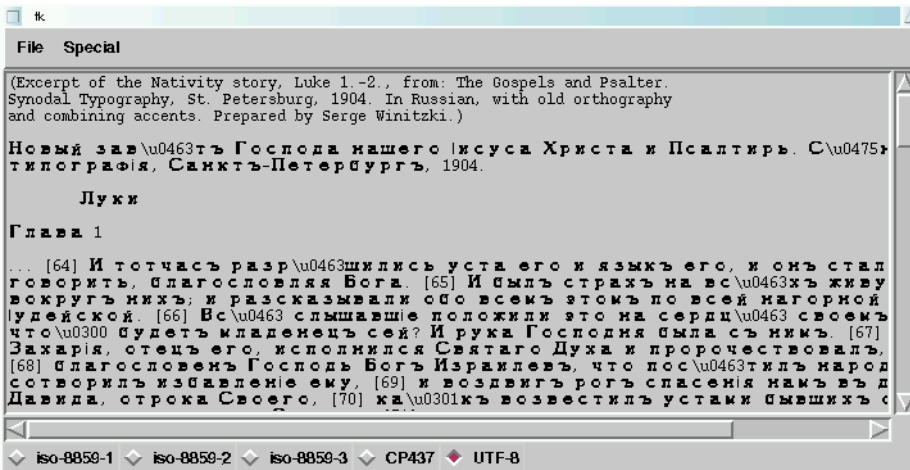 tk
File Special
(Excerpt of the Nativity story, Luke 1.-2., from: The Gospels and Psalter.
Synodal Typography, St. Petersburg, 1904. In Russian, with old orthography
and combining accents. Prepared by Serge Winitzki.)
Новый зав\u0463тъ Господа нашего Іисуса Христа и Псалтирь. С\u0475
типографія, Санктъ-Петербургъ, 1904.
Луки
Глава 1
... [64] И тотчасъ разр\u0463шились уста его и языкъ его, и онъ стал
говорить, благословляя Бога. [65] И былъ страхъ на вс\u0463хъ живу
вокругъ нихъ; и разсказывали обо всемъ этомъ по всей нагорной
Іудейской. [66] Вс\u0463 слышавшіе положили это на сердц\u0463 своемъ
что\u0300 будетъ младенецъ сей? И рука Господня была съ нимъ. [67]
Захарія, отецъ его, исполнился Святаго Духа и пророчествовалъ,
[68] благословенъ Господь Богъ Израилевъ, что пос\u0463тилъ народ
сотворилъ избавленіе ему, [69] и воздвигъ рогъ спасенія намъ въ д
Давида, отрока Своего, [70] ка\u0301къ возвестилъ устами бывшихъ
iso-8859-1 iso-8859-2 iso-8859-3 CP437 UTF-8